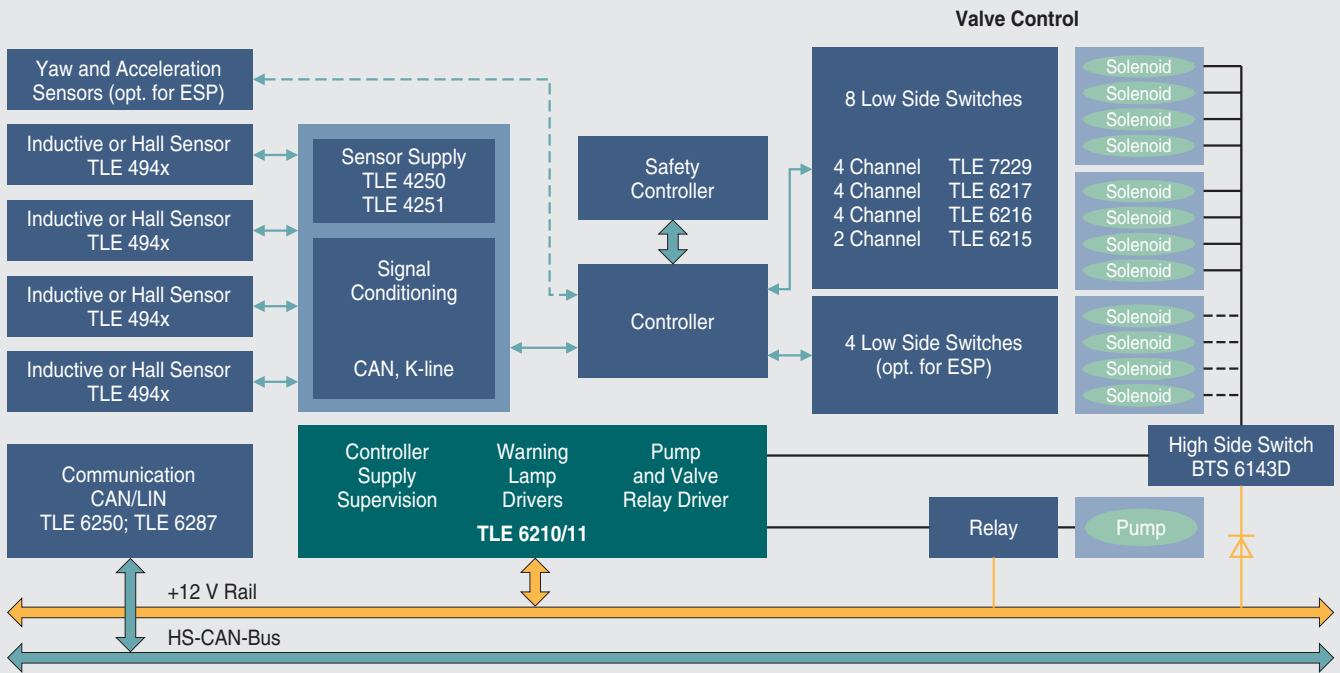 Valve Control
Yaw and Acceleration
Sensors (opt. for ESP)
Inductive or Hall Sensor
TLE 494x
Inductive or Hall Sensor
TLE 494x
Inductive or Hall Sensor
TLE 494x
Inductive or Hall Sensor
TLE 494x
Sensor Supply
TLE 4250
TLE 4251
Signal
Conditioning
CAN, K-line
Safety
Controller
Controller
8 Low Side Switches
4 Channel TLE 7229
4 Channel TLE 6217
4 Channel TLE 6216
2 Channel TLE 6215
4 Low Side Switches
(opt. for ESP)
Solenoid
Solenoid
Solenoid
Solenoid
Solenoid
Solenoid
Solenoid
Solenoid
Solenoid
Solenoid
Solenoid
Solenoid
Communication
CAN/LIN
TLE 6250; TLE 6287
Controller
Supply
Supervision
Warning
Lamp
Drivers
Pump
and Valve
Relay Driver
TLE 6210/11
High Side Switch
BTS 6143D
Relay
Pump
+12 V Rail
HS-CAN-Bus